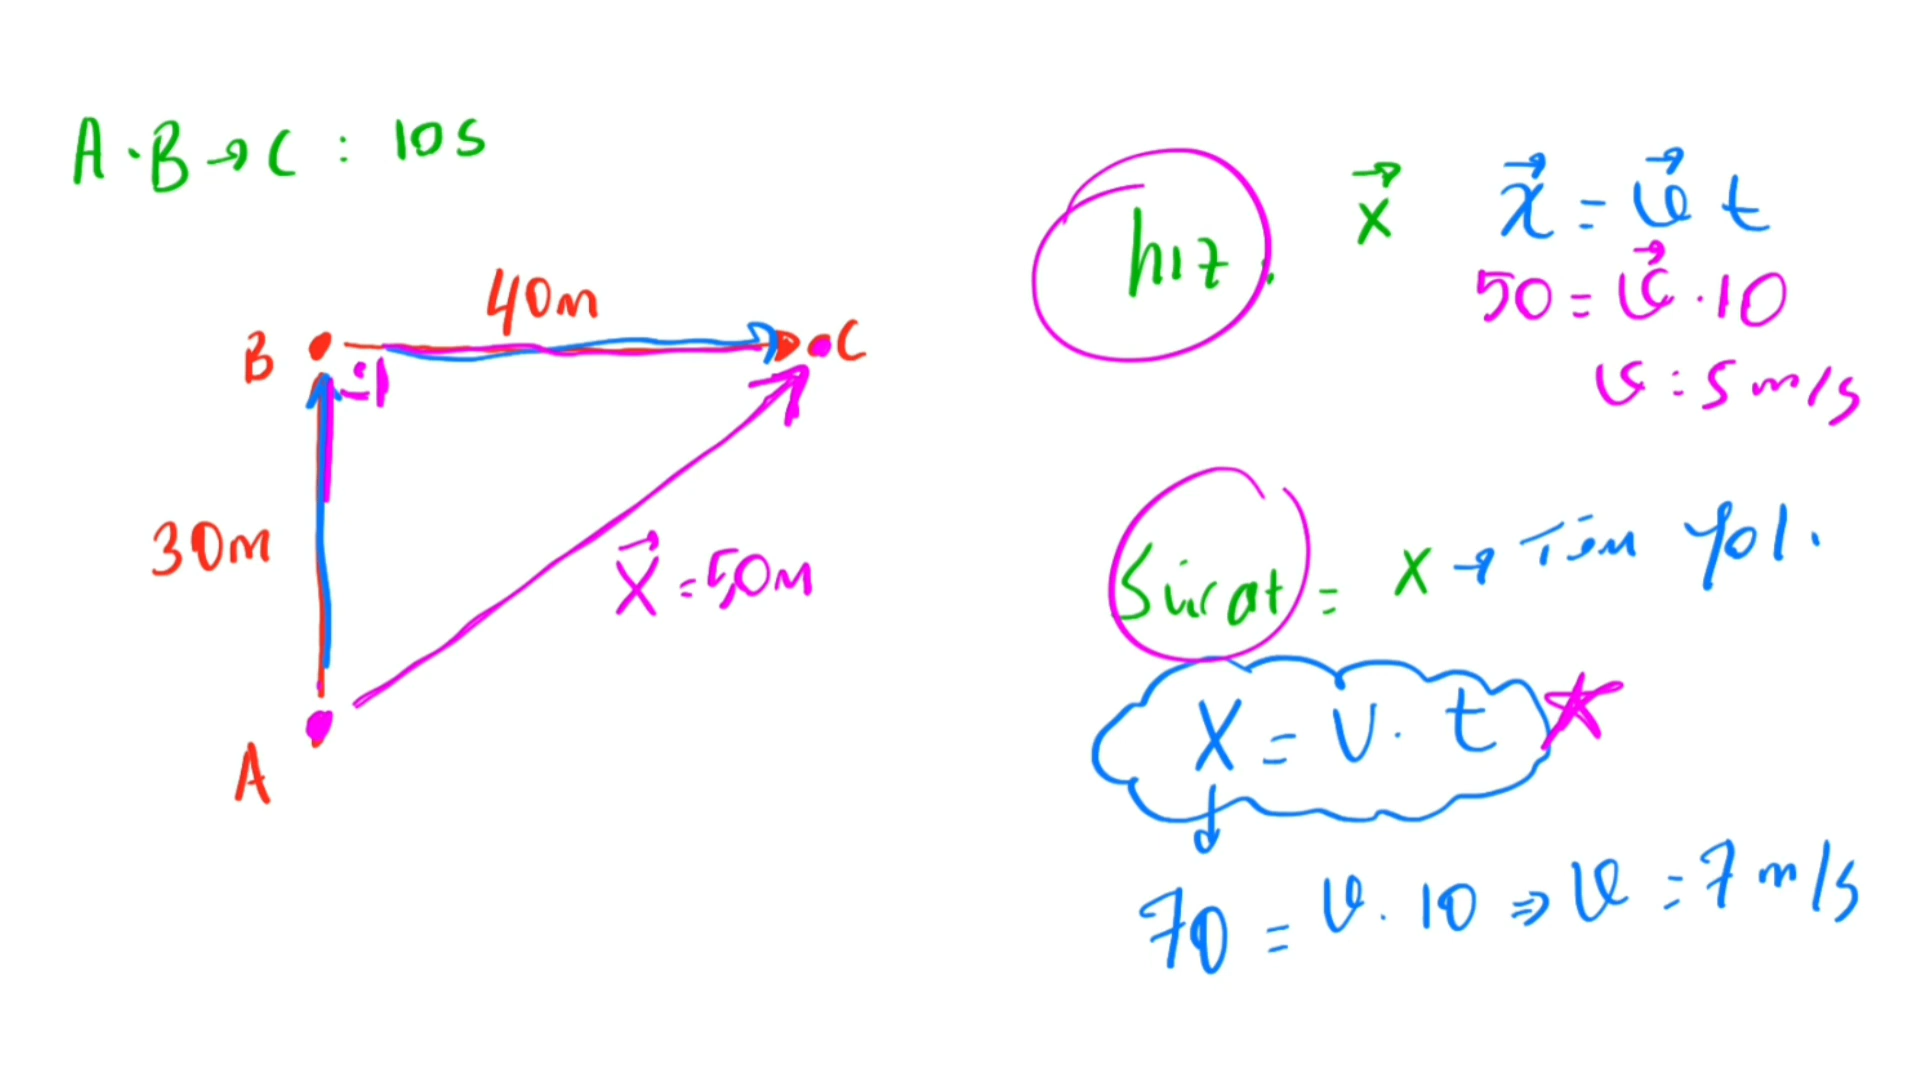 A·B→C : 10s
40m
B
C
30m
A
x⃗ = 50m
hız :
x⃗
x⃗ = v⃗ t
50 = v⃗ . 10
v = 5 m/s
Sürat = x → Tüm Yol.
X = V . t
70 = v . 10 ⇒ v = 7 m/s